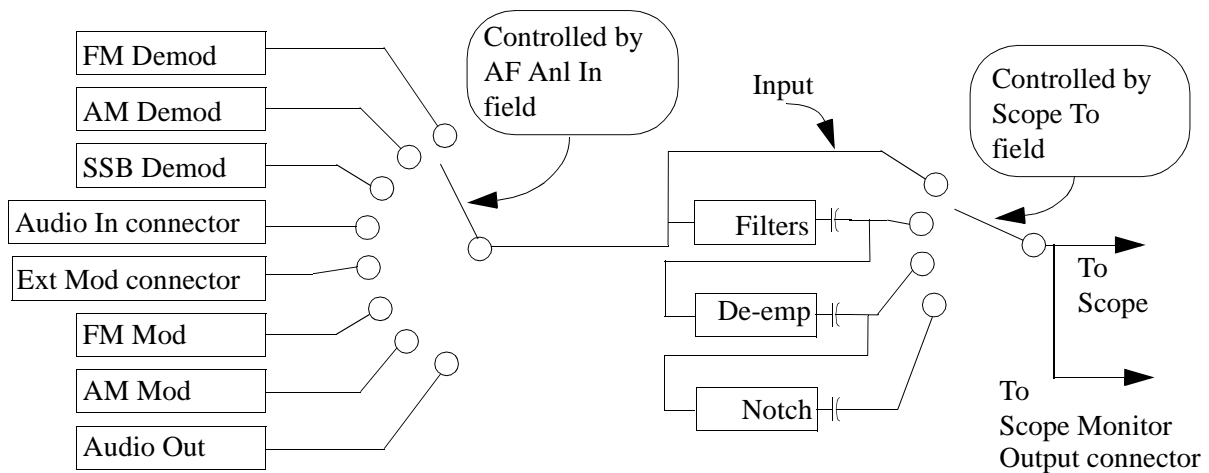 FM Demod
AM Demod
SSB Demod
Audio In connector
Ext Mod connector
FM Mod
AM Mod
Audio Out
Controlled by
AF Anl In
field
Input
Filters
De-emp
Notch
Controlled by
Scope To
field
To
Scope
To
Scope Monitor
Output connector